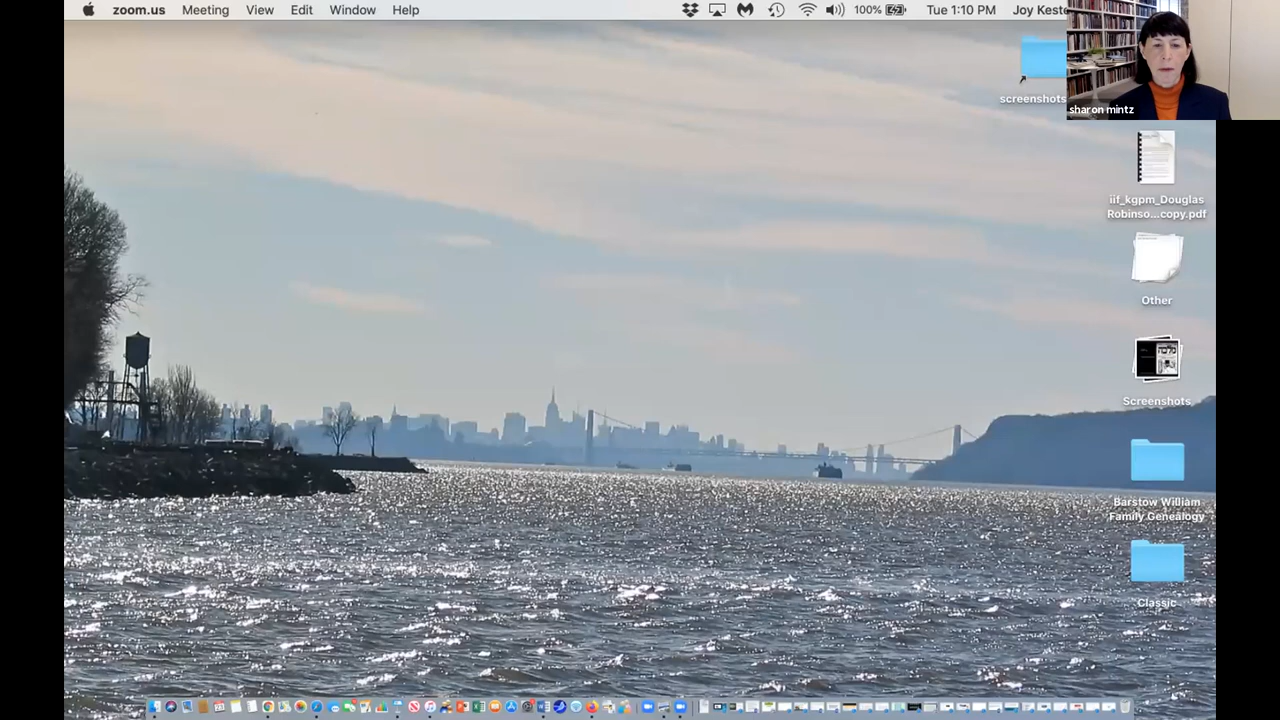 zoom.us Meeting View Edit Window Help 100% Tue 1:10 PM Joy Keste
sharon mintz
screenshots
iif_kgpm_Douglas
Robinso...copy.pdf
Other
Screenshots
Barstow William
Family Genealogy
Classic